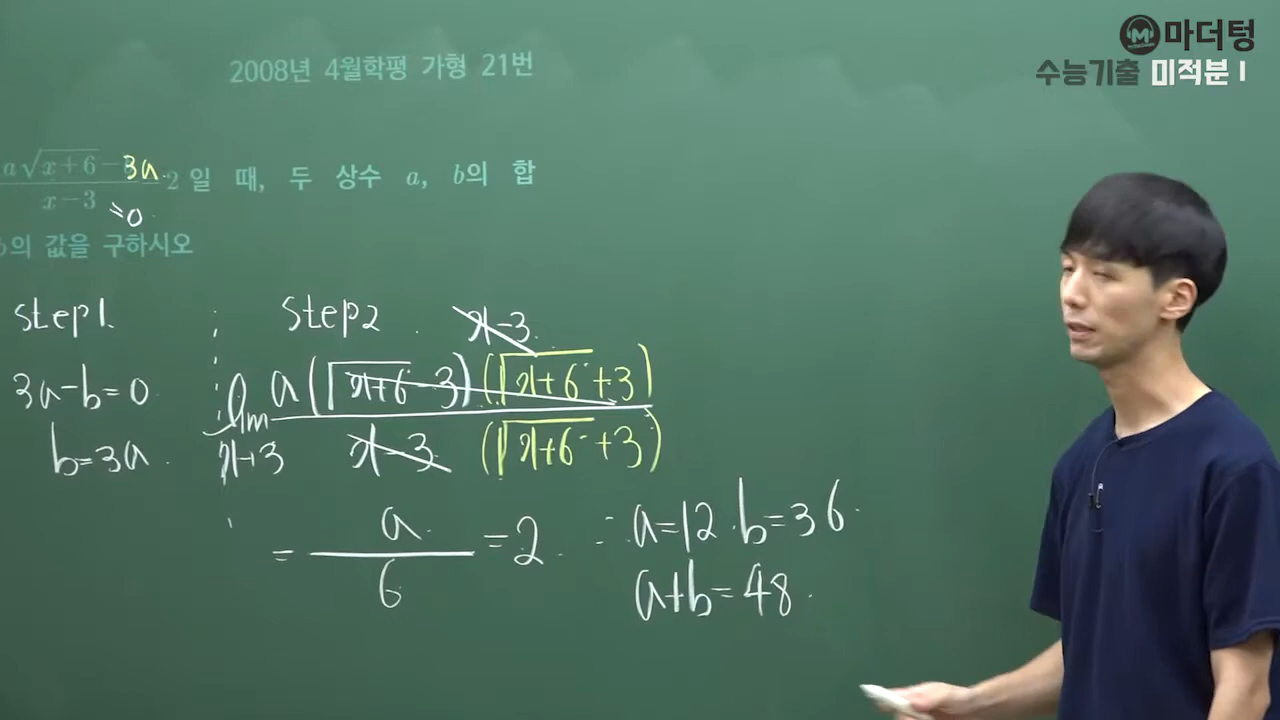 마더텅
수능기출 미적분 I
2008년 4월학평 가형 21번
a√x+6 − 3a
x−3 2 일 때, 두 상수 a, b의 합
→0
b의 값을 구하시오
step1.
3a-b=0
b=3a.
step2.
x-3
lim x→3 a(√x+6 -3)(√x+6 +3)
x-3 (√x+6 +3)
= a/6 =2. ∴ a=12. b=36.
a+b=48.